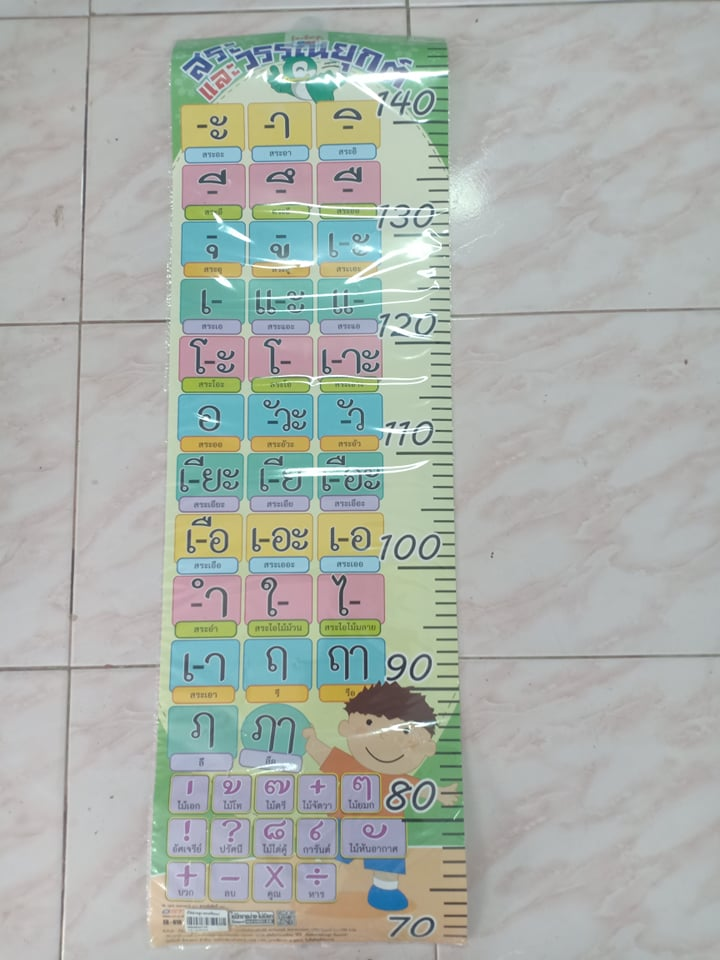 สระ
และวรรณยุกต์
140
-ะ -า -ิ
สระอะ สระอา สระอิ
-ี -ึ -ื
สระอี สระอึ สระอือ
130
-ุ -ู เ-ะ
สระอุ สระอู สระเอะ
เ- แ-ะ แ-
สระเอ สระแอะ สระแอ
120
โ-ะ โ- เ-าะ
สระโอะ สระโอ สระเอาะ
อ -ัวะ -ัว
สระออ สระอัวะ สระอัว
110
เ-ียะ เ-ีย เ-ือะ
สระเอียะ สระเอีย สระเอือะ
เ-ือ เ-อะ เ-อ
สระเอือ สระเออะ สระเออ
100
-ำ ใ- ไ-
สระอำ สระใอไม้ม้วน สระไอไม้มลาย
เ-า ฤ ฤๅ
สระเอา รึ รือ
90
ฦ ฦๅ
ลึ ลือ
่ ้ ๊ ๋ ๆ
ไม้เอก ไม้โท ไม้ตรี ไม้จัตวา ไม้ยมก
80
! ? ็ ์ ั
อัศเจรีย์ ปรัศนี ไม้ไต่คู้ การันต์ ไม้หันอากาศ
+ - × ÷
บวก ลบ คูณ หาร
70